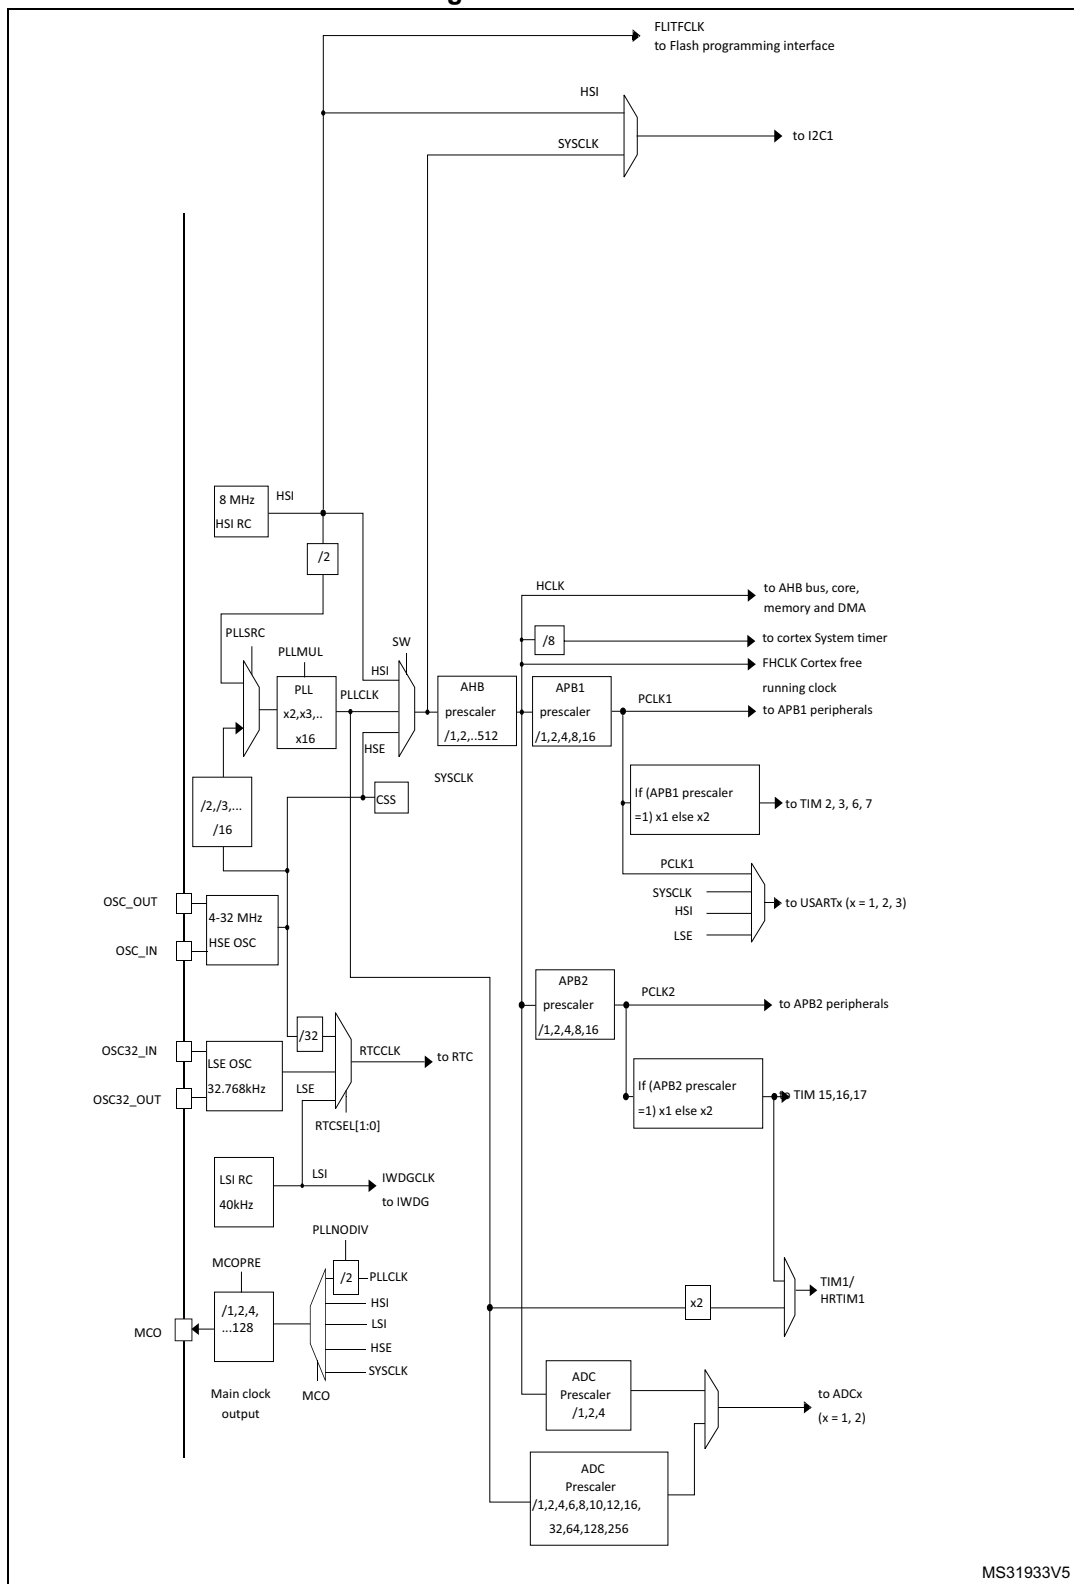 FLITFCLK
to Flash programming interface
HSI
to I2C1
SYSCLK
8 MHz
HSI RC
HSI
/2
HCLK
to AHB bus, core,
memory and DMA
/8
to cortex System timer
FHCLK Cortex free
running clock
PLLSRC
PLLMUL
SW
HSI
PLL
x2,x3,..
x16
PLLCLK
HSE
AHB
prescaler
/1,2,..512
APB1
prescaler
/1,2,4,8,16
PCLK1
to APB1 peripherals
SYSCLK
CSS
/2,/3,...
/16
If (APB1 prescaler
=1) x1 else x2
to TIM 2, 3, 6, 7
PCLK1
SYSCLK
HSI
LSE
to USARTx (x = 1, 2, 3)
OSC_OUT
OSC_IN
4-32 MHz
HSE OSC
APB2
prescaler
/1,2,4,8,16
PCLK2
to APB2 peripherals
/32
OSC32_IN
OSC32_OUT
LSE OSC
32.768kHz
RTCCLK
to RTC
LSE
RTCSEL[1:0]
If (APB2 prescaler
=1) x1 else x2
to TIM 15,16,17
LSI RC
40kHz
LSI
IWDGCLK
to IWDG
PLLNODIV
MCOPRE
/2
PLLCLK
HSI
LSI
HSE
SYSCLK
/1,2,4,
...128
MCO
MCO
Main clock
output
x2
TIM1/
HRTIM1
ADC
Prescaler
/1,2,4
to ADCx
(x = 1, 2)
ADC
Prescaler
/1,2,4,6,8,10,12,16,
32,64,128,256
MS31933V5